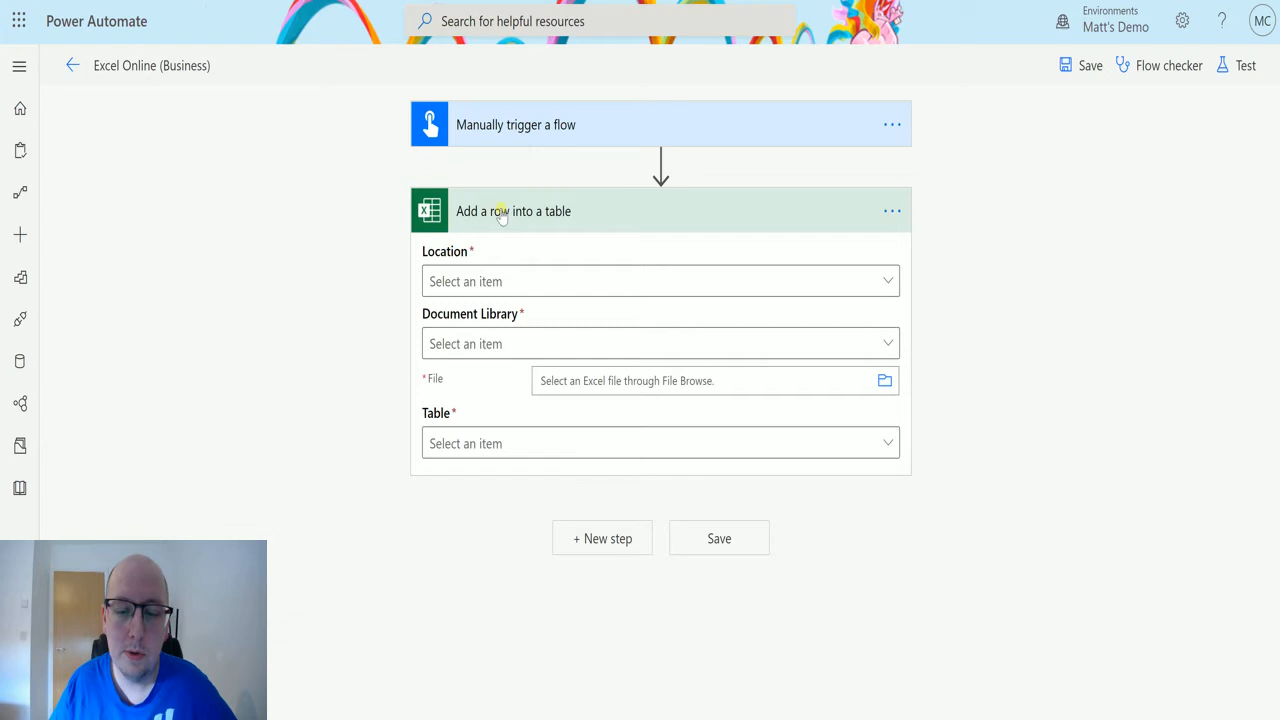 Power Automate
Search for helpful resources
Environments
Matt's Demo
?
MC
Excel Online (Business)
Save
Flow checker
Test
Manually trigger a flow
Add a row into a table
Location *
Select an item
Document Library *
Select an item
* File
Select an Excel file through File Browse.
Table *
Select an item
+ New step
Save